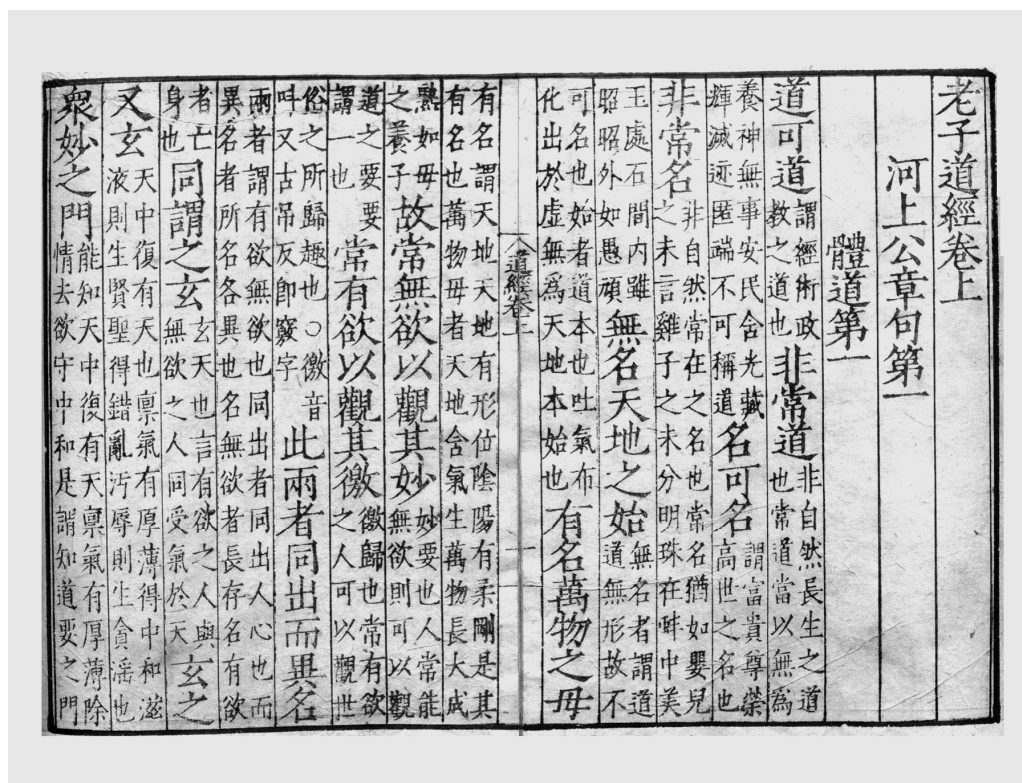 老子道經卷上
河上公章句第一
體道第一
道可道謂經術政教之道也非常道非自然長生之道也常道當以無為
養神無事安民含光藏輝滅迹匿端不可稱道名可名謂富貴尊榮高世之名也
非常名非自然常在之名也常名猶如嬰兒之未言雞子之未分明珠在蚌中美
玉處石間內雖昭昭外如愚頑無名天地之始無名者謂道道無形故不
可名也始者道本也吐氣布化出於虛無爲天地本始也有名萬物之母
道經卷上 一
有名謂天地天地有形位陰陽有柔剛是其有名也萬物母者天地含氣生萬物長大成
熟如母之養子故常無欲以觀其妙妙要也人常能無欲則可以觀
道之要要謂一也常有欲以觀其徼徼歸也常有欲之人可以觀世
俗之所歸趣也○徼音呌又古吊反卽竅字此兩者同出而異名
兩者謂有欲無欲也同出者同出人心也而異名者所名各異也名無欲者長存名有欲
者亡身也同謂之玄玄天也言有欲之人與無欲之人同受氣於天玄之
又玄天中復有天也稟氣有厚薄得中和滋液則生賢聖得錯亂汚辱則生貪淫也
衆妙之門能知天中復有天稟氣有厚薄除情去欲守中和是謂知道要之門